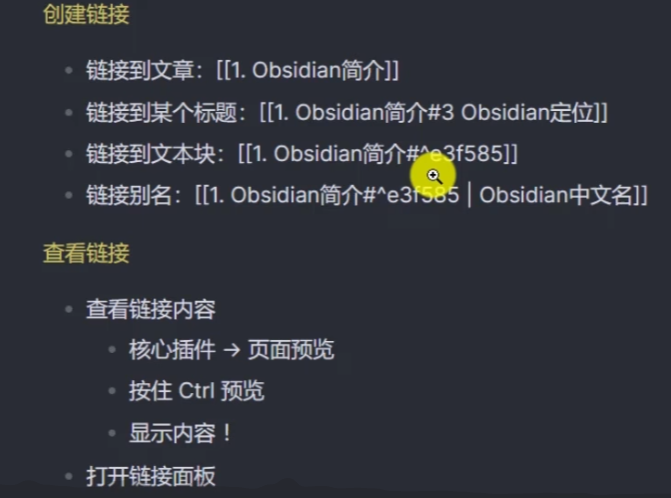 创建链接
链接到文章：[[1. Obsidian简介]]
链接到某个标题：[[1. Obsidian简介#3 Obsidian定位]]
链接到文本块：[[1. Obsidian简介#^e3f585]]
链接别名：[[1. Obsidian简介#^e3f585 | Obsidian中文名]]
查看链接
查看链接内容
核心插件 → 页面预览
按住 Ctrl 预览
显示内容！
打开链接面板